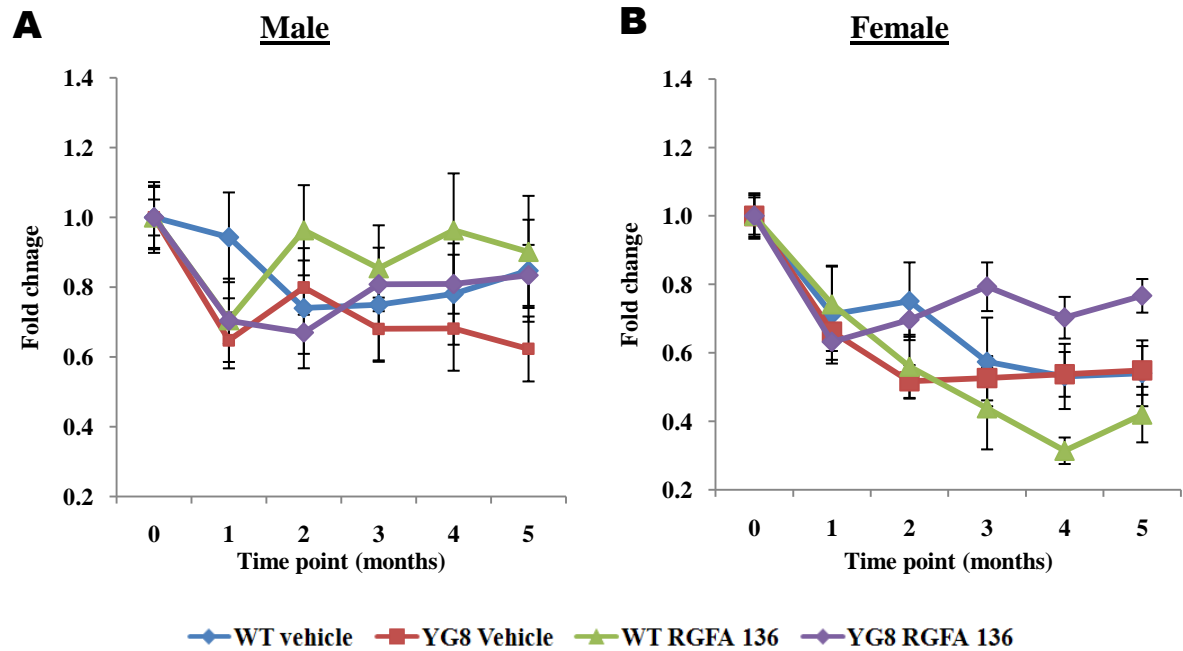 A
Male
1.4
1.2
1.0
0.8
0.6
0.4
0.2
Fold chnage
0 1 2 3 4 5
Time point (months)
B
Female
1.4
1.2
1.0
0.8
0.6
0.4
0.2
Fold change
0 1 2 3 4 5
Time point (months)
WT vehicle YG8 Vehicle WT RGFA 136 YG8 RGFA 136